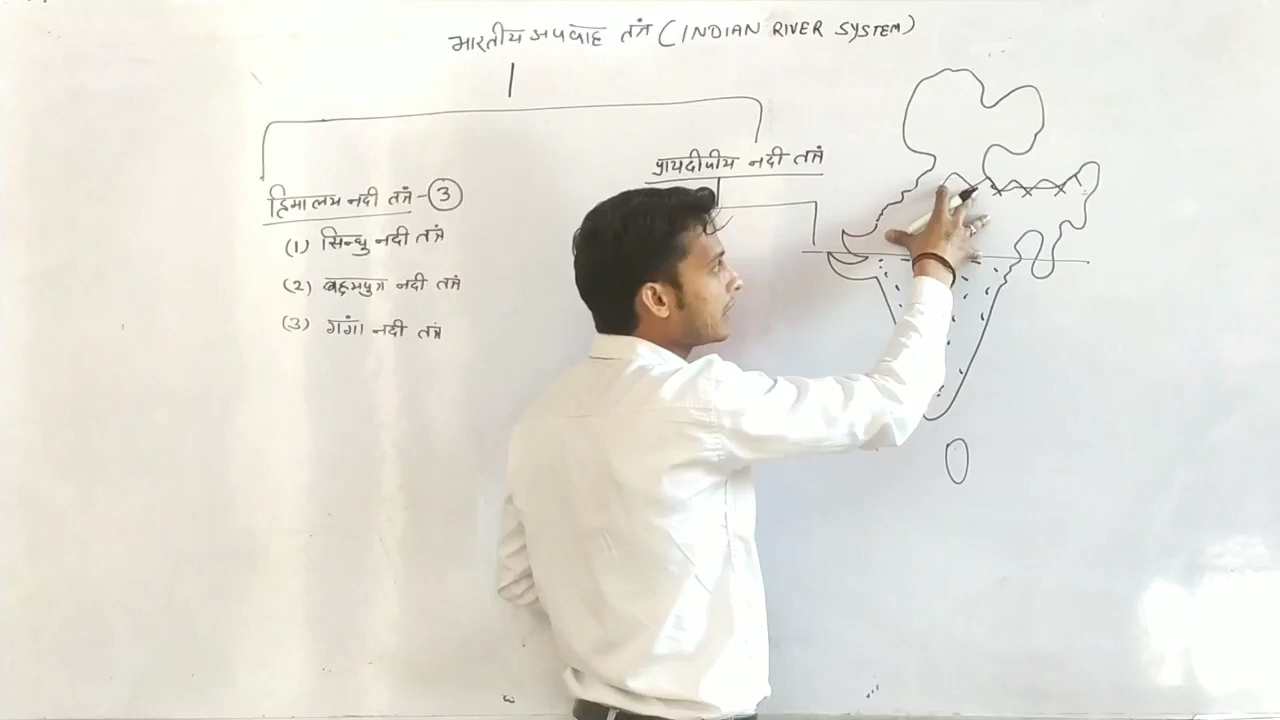 भारतीय अपवाह तंत्र (INDIAN RIVER SYSTEM)
हिमालय नदी तंत्र - 3
(1) सिन्धु नदी तंत्र
(2) ब्रह्मपुत्र नदी तंत्र
(3) गंगा नदी तंत्र
प्रायद्वीपीय नदी तंत्र